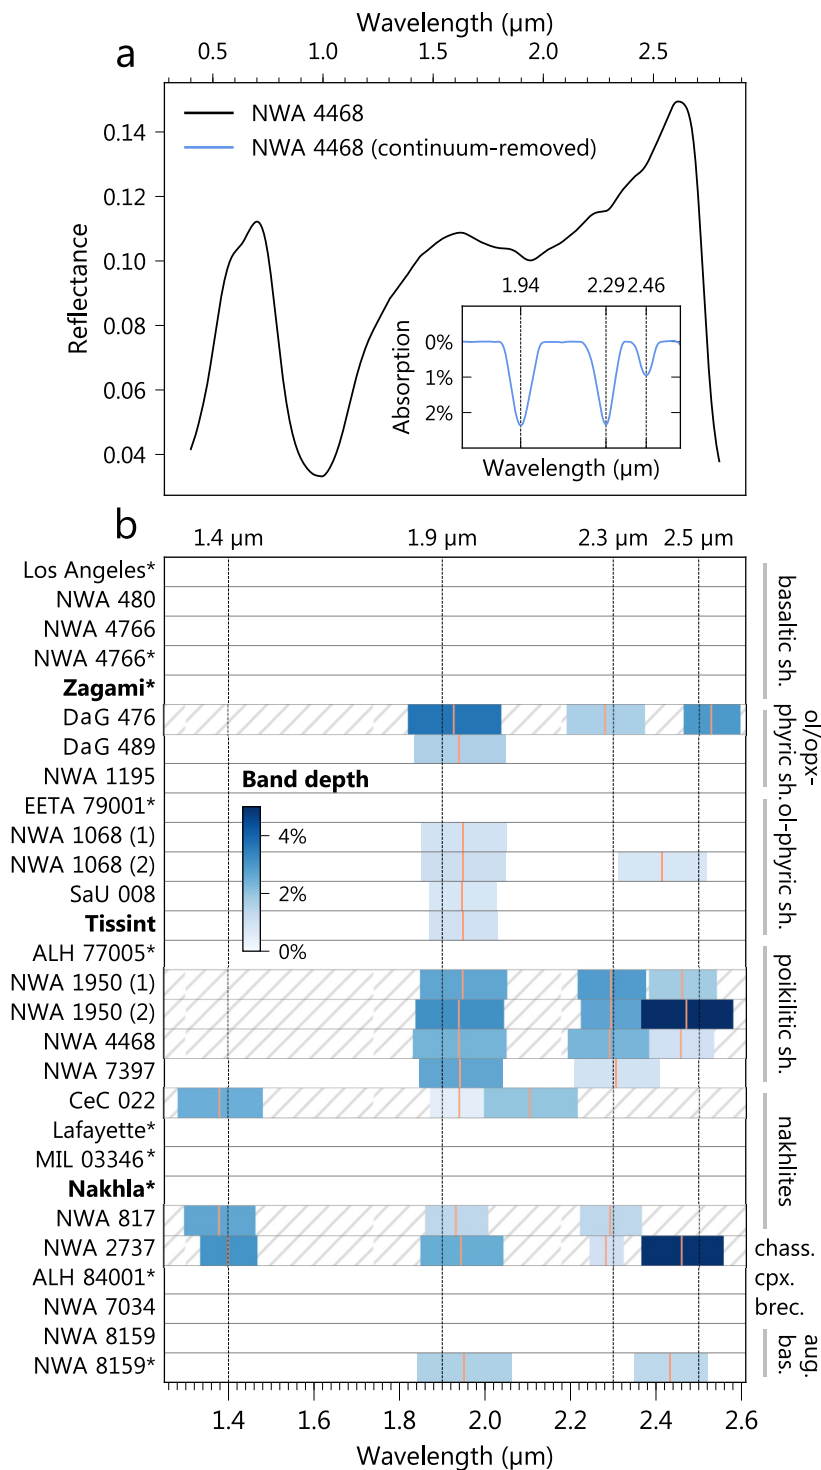 Wavelength (μm)
0.5 1.0 1.5 2.0 2.5
a
NWA 4468
NWA 4468 (continuum-removed)
0.14
0.12
0.10
0.08
0.06
0.04
Reflectance
1.94 2.29 2.46
0%
1%
2%
Absorption
Wavelength (μm)
b
1.4 μm 1.9 μm 2.3 μm 2.5 μm
Los Angeles*
NWA 480
NWA 4766
NWA 4766*
Zagami*
DaG 476
DaG 489
NWA 1195
EETA 79001*
NWA 1068 (1)
NWA 1068 (2)
SaU 008
Tissint
ALH 77005*
NWA 1950 (1)
NWA 1950 (2)
NWA 4468
NWA 7397
CeC 022
Lafayette*
MIL 03346*
Nakhla*
NWA 817
NWA 2737
ALH 84001*
NWA 7034
NWA 8159
NWA 8159*
Band depth
4%
2%
0%
basaltic sh.
ol/opx-
phyric sh.
ol-phyric sh.
poikilitic sh.
nakhlites
chass.
cpx.
brec.
aug.
bas.
1.4 1.6 1.8 2.0 2.2 2.4 2.6
Wavelength (μm)